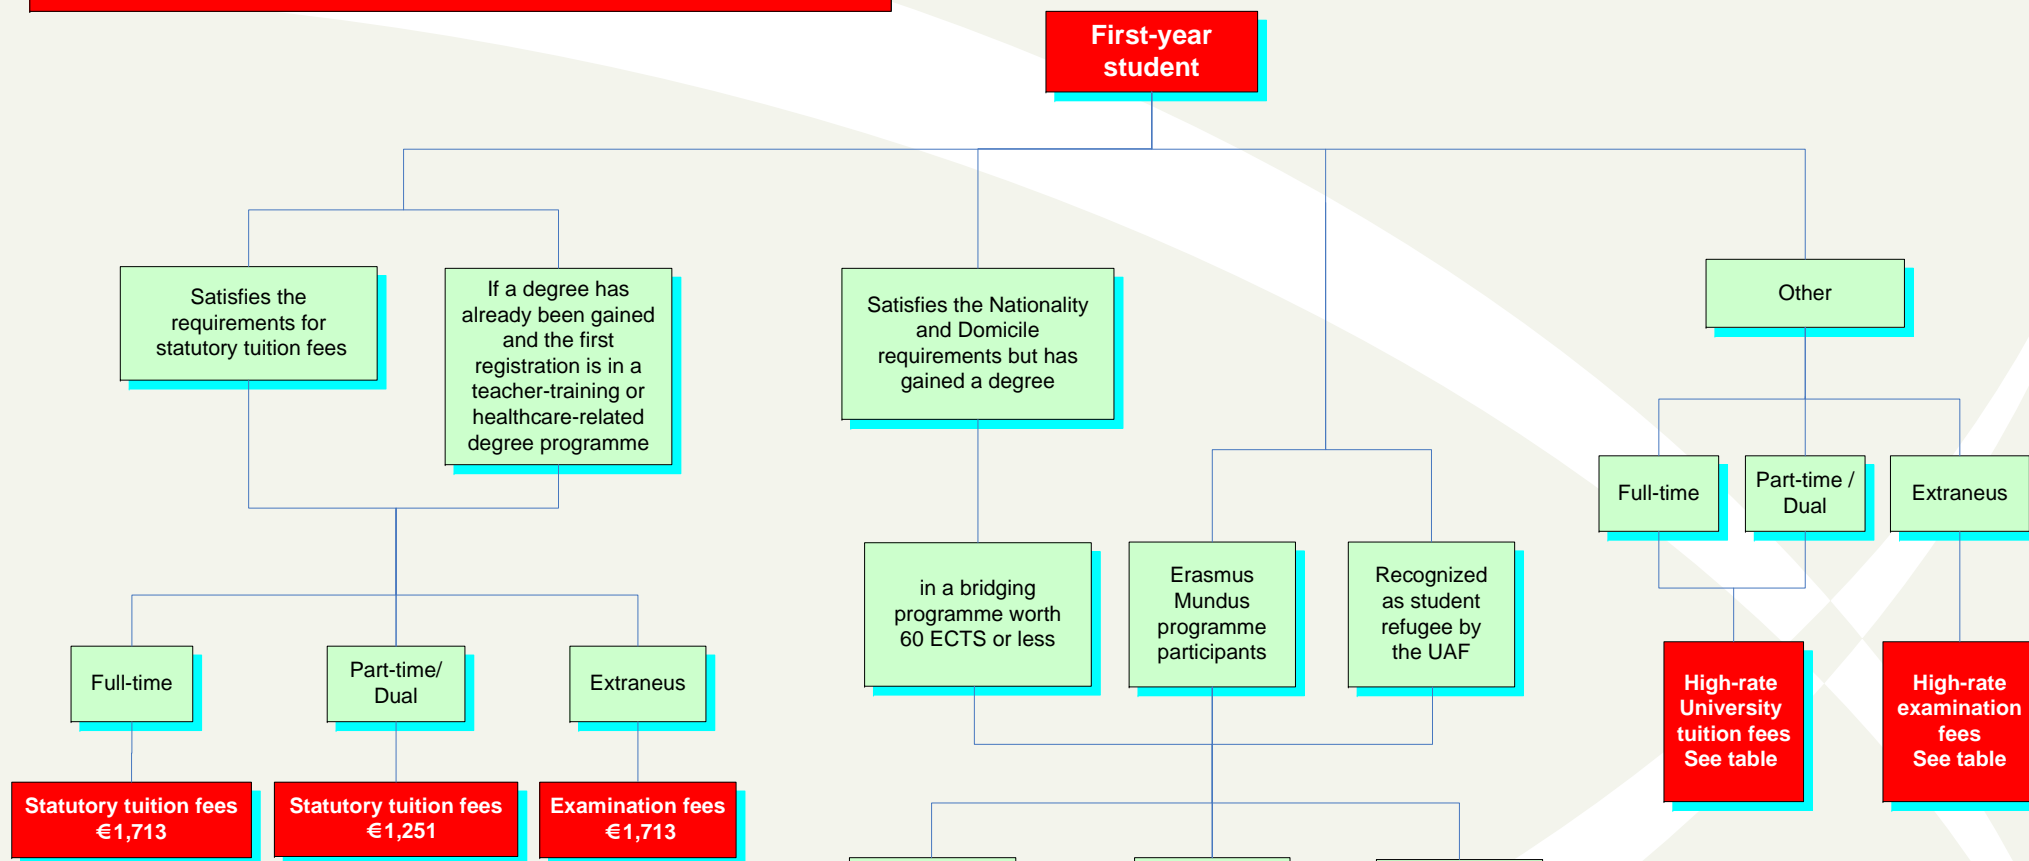 First-year
student
Satisfies the
requirements for
statutory tuition fees
If a degree has
already been gained
and the first
registration is in a
teacher-training or
healthcare-related
degree programme
Satisfies the Nationality
and Domicile
requirements but has
gained a degree
Other
Full-time
Part-time /
Dual
Extraneus
in a bridging
programme worth
60 ECTS or less
Erasmus
Mundus
programme
participants
Recognized
as student
refugee by
the UAF
Full-time
Part-time/
Dual
Extraneus
High-rate
University
tuition fees
See table
High-rate
examination
fees
See table
Statutory tuition fees
€1,713
Statutory tuition fees
€1,251
Examination fees
€1,713